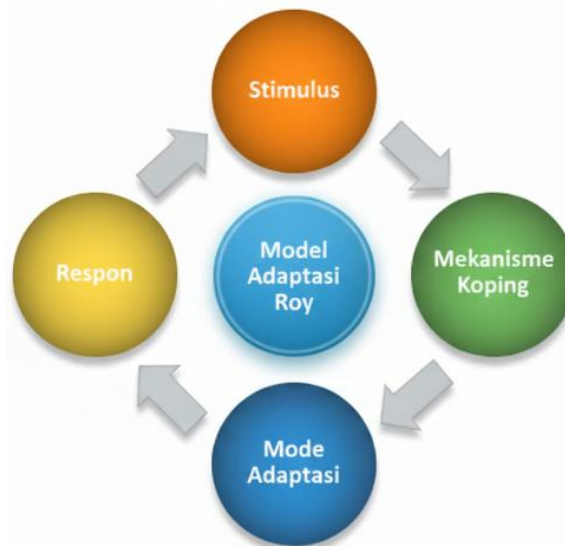 Stimulus
Mekanisme
Koping
Mode
Adaptasi
Respon
Model
Adaptasi
Roy